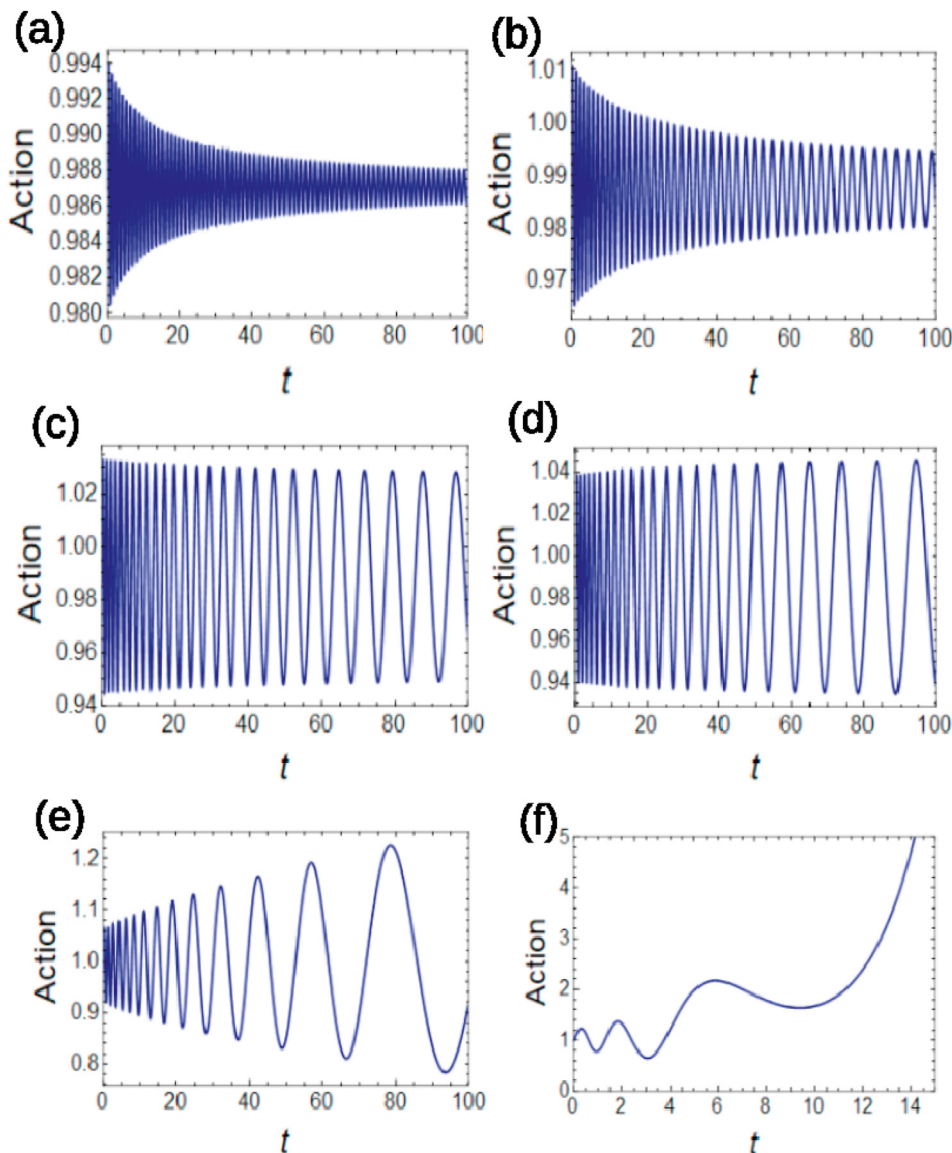 (a)
Action
0.994
0.992
0.990
0.988
0.986
0.984
0.982
0.980
0 20 40 60 80 100
t
(b)
Action
1.01
1.00
0.99
0.98
0.97
0 20 40 60 80 100
t
(c)
Action
1.02
1.00
0.98
0.96
0.94
0 20 40 60 80 100
t
(d)
Action
1.04
1.02
1.00
0.98
0.96
0.94
0 20 40 60 80 100
t
(e)
Action
1.2
1.1
1.0
0.9
0.8
0 20 40 60 80 100
t
(f)
Action
5
4
3
2
1
0
0 2 4 6 8 10 12 14
t